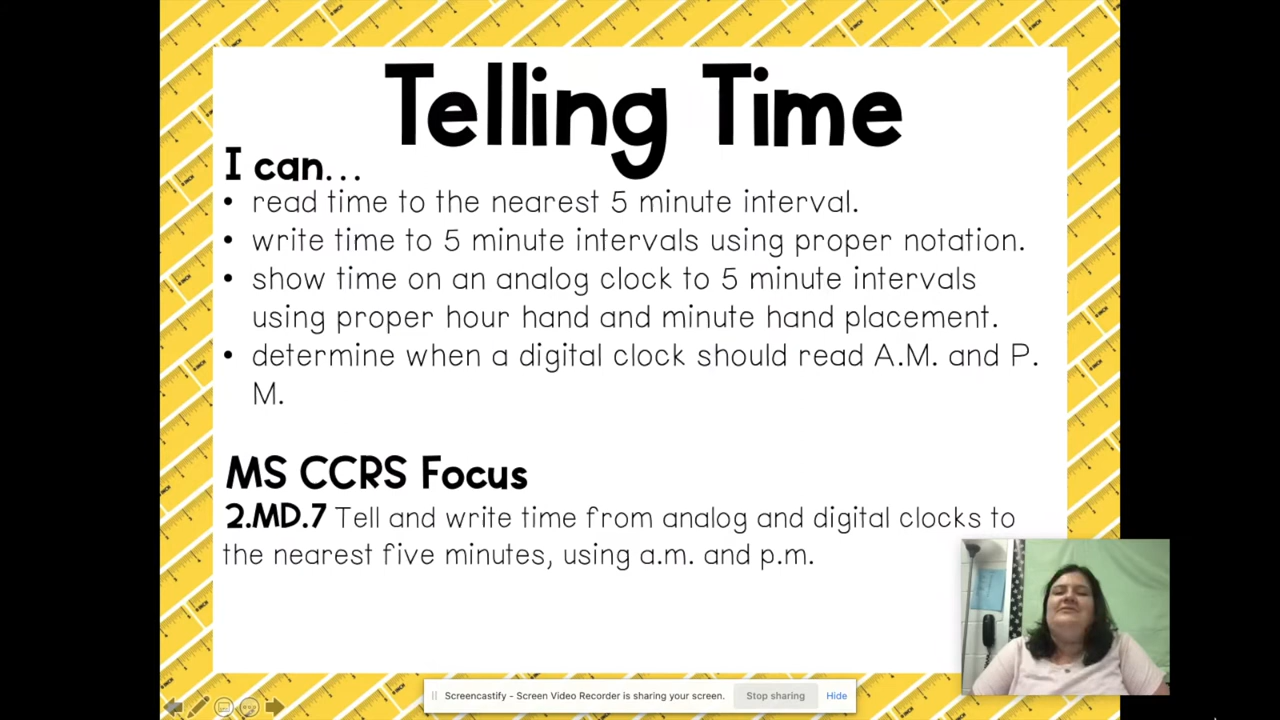 Telling Time
I can...
• read time to the nearest 5 minute interval.
• write time to 5 minute intervals using proper notation.
• show time on an analog clock to 5 minute intervals
using proper hour hand and minute hand placement.
• determine when a digital clock should read A.M. and P.
M.
MS CCRS Focus
2.MD.7 Tell and write time from analog and digital clocks to
the nearest five minutes, using a.m. and p.m.
Screencastify - Screen Video Recorder is sharing your screen. Stop sharing Hide